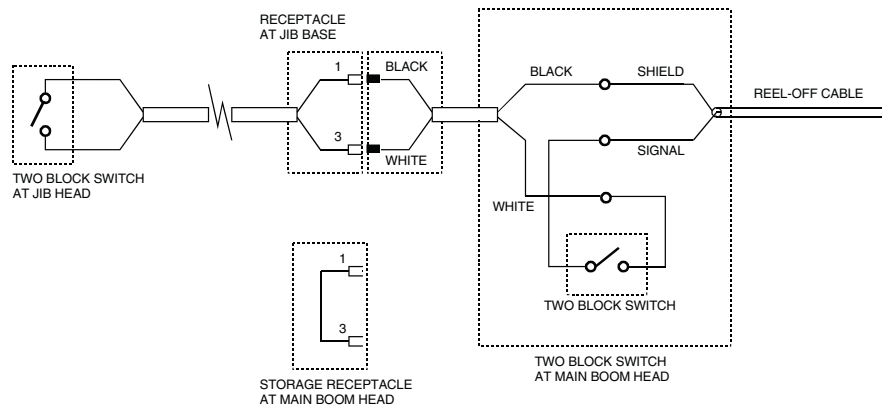 RECEPTACLE
AT JIB BASE
1
BLACK
3
WHITE
TWO BLOCK SWITCH
AT JIB HEAD
BLACK
SHIELD
REEL-OFF CABLE
SIGNAL
WHITE
TWO BLOCK SWITCH
TWO BLOCK SWITCH
AT MAIN BOOM HEAD
1
3
STORAGE RECEPTACLE
AT MAIN BOOM HEAD